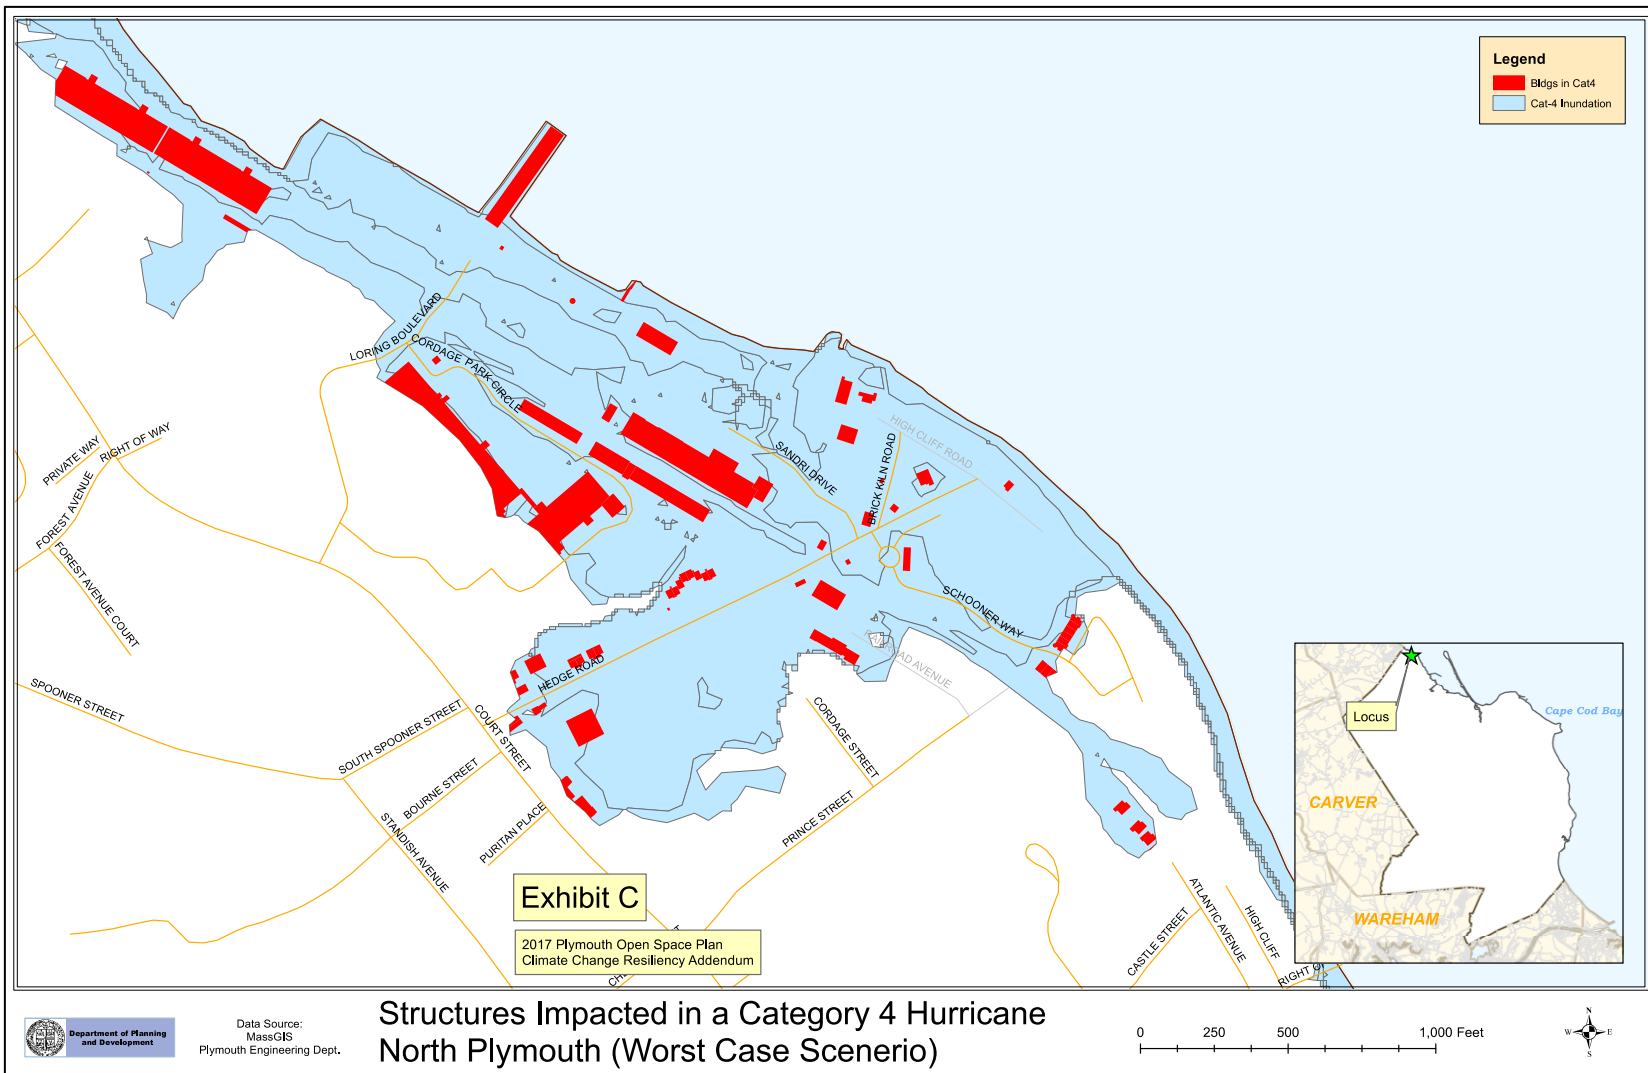 Legend
Bldgs in Cat4
Cat-4 Inundation
LORING BOULEVARD
CORDAGE PARK CIRCLE
PRIVATE WAY
RIGHT OF WAY
FOREST AVENUE
FOREST AVENUE COURT
SANDRI DRIVE
BRICK KILN ROAD
HIGH CLIFF ROAD
SCHOONER WAY
RAILROAD AVENUE
HEDGE ROAD
SPOONER STREET
SOUTH SPOONER STREET
COURT STREET
BOURNE STREET
STANDISH AVENUE
PURITAN PLACE
CORDAGE STREET
PRINCE STREET
CASTLE STREET
ATLANTIC AVENUE
HIGH CLIFF
RIGHT
Locus
Cape Cod Bay
CARVER
WAREHAM
Exhibit C
2017 Plymouth Open Space Plan
Climate Change Resiliency Addendum
Department of Planning
and Development
Data Source:
MassGIS
Plymouth Engineering Dept.
Structures Impacted in a Category 4 Hurricane
North Plymouth (Worst Case Scenerio)
0 250 500 1,000 Feet
N
W E
S